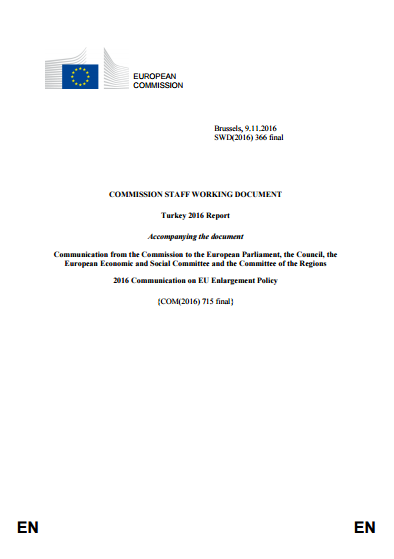 EUROPEAN
COMMISSION
Brussels, 9.11.2016
SWD(2016) 366 final
COMMISSION STAFF WORKING DOCUMENT
Turkey 2016 Report
Accompanying the document
Communication from the Commission to the European Parliament, the Council, the
European Economic and Social Committee and the Committee of the Regions
2016 Communication on EU Enlargement Policy
{COM(2016) 715 final}
EN
EN